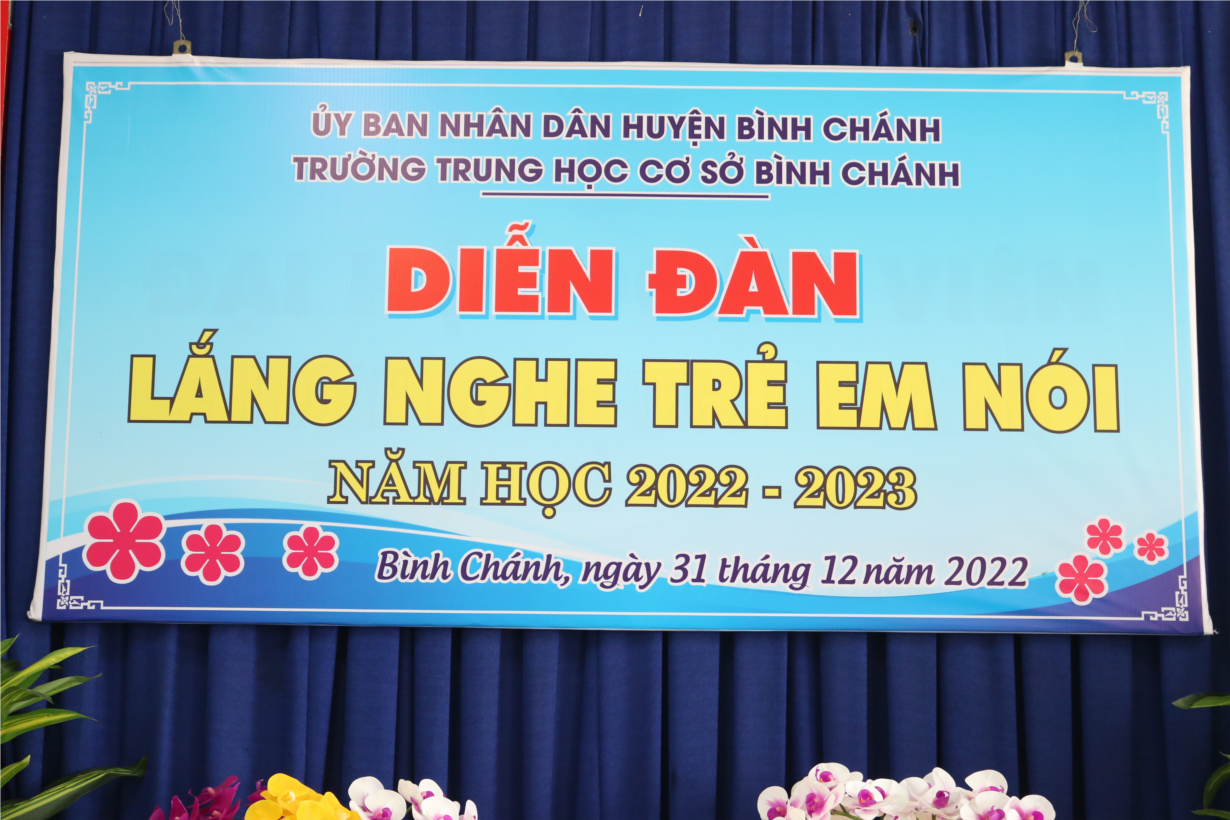 ỦY BAN NHÂN DÂN HUYỆN BÌNH CHÁNH
TRƯỜNG TRUNG HỌC CƠ SỞ BÌNH CHÁNH
DIỄN ĐÀN
LẮNG NGHE TRẺ EM NÓI
NĂM HỌC 2022 - 2023
Bình Chánh, ngày 31 tháng 12 năm 2022